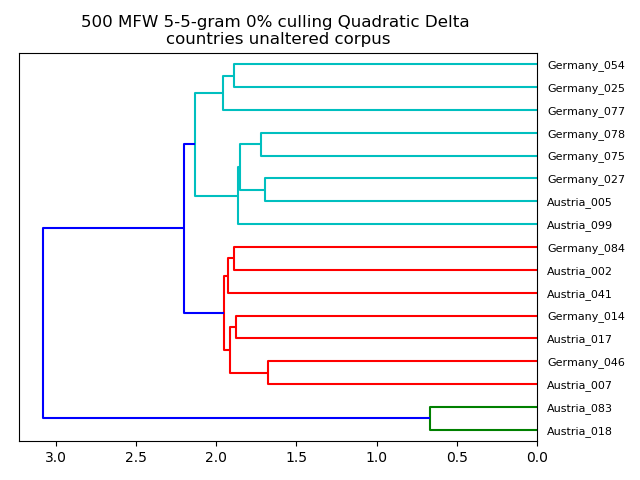 500 MFW 5-5-gram 0% culling Quadratic Delta
countries unaltered corpus
Germany_054
Germany_025
Germany_077
Germany_078
Germany_075
Germany_027
Austria_005
Austria_099
Germany_084
Austria_002
Austria_041
Germany_014
Austria_017
Germany_046
Austria_007
Austria_083
Austria_018
3.0 2.5 2.0 1.5 1.0 0.5 0.0